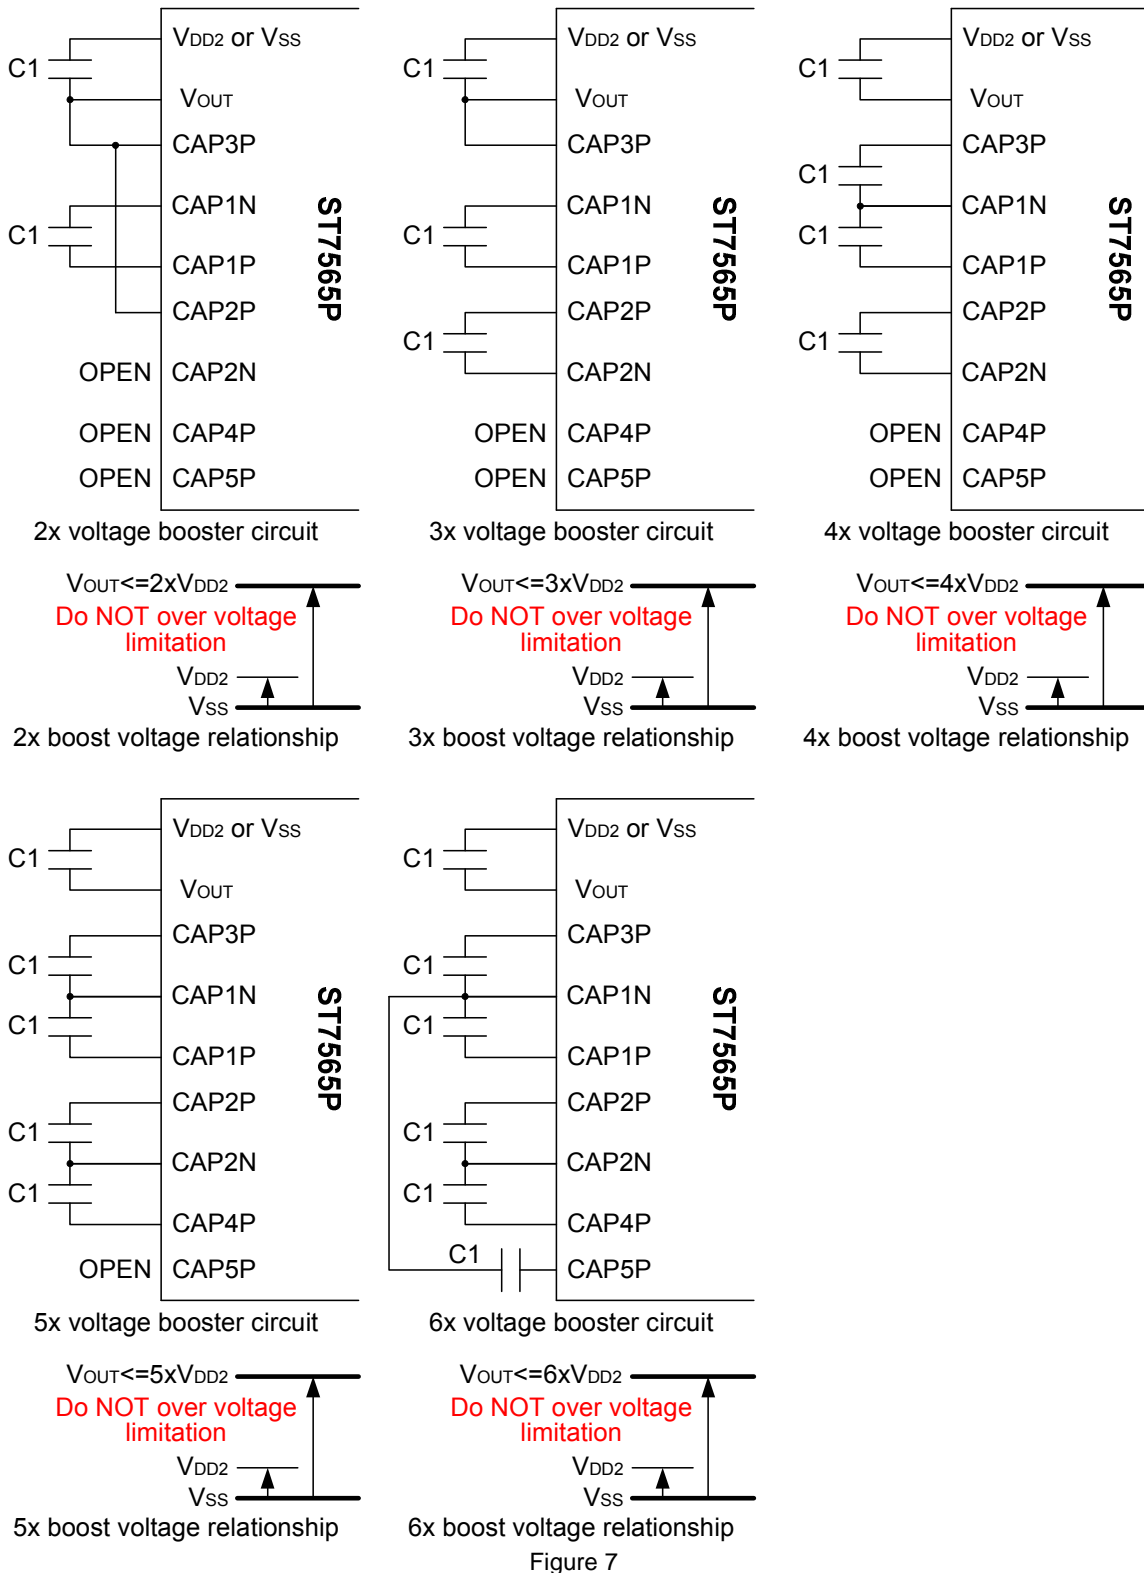 VDD2 or VSS
C1
VOUT
CAP3P
CAP1N
C1
CAP1P
CAP2P
OPEN CAP2N
OPEN CAP4P
OPEN CAP5P
ST7565P
2x voltage booster circuit
VDD2 or VSS
C1
VOUT
CAP3P
CAP1N
C1
CAP1P
CAP2P
C1
CAP2N
OPEN CAP4P
OPEN CAP5P
ST7565P
3x voltage booster circuit
VDD2 or VSS
C1
VOUT
CAP3P
C1
CAP1N
C1
CAP1P
CAP2P
C1
CAP2N
OPEN CAP4P
OPEN CAP5P
ST7565P
4x voltage booster circuit
VOUT<=2xVDD2
Do NOT over voltage
limitation
VDD2
VSS
2x boost voltage relationship
VOUT<=3xVDD2
Do NOT over voltage
limitation
VDD2
VSS
3x boost voltage relationship
VOUT<=4xVDD2
Do NOT over voltage
limitation
VDD2
VSS
4x boost voltage relationship
VDD2 or VSS
C1
VOUT
CAP3P
C1
CAP1N
C1
CAP1P
CAP2P
C1
CAP2N
C1
CAP4P
OPEN CAP5P
ST7565P
5x voltage booster circuit
VDD2 or VSS
C1
VOUT
CAP3P
C1
CAP1N
C1
CAP1P
CAP2P
C1
CAP2N
C1
CAP4P
C1
CAP5P
ST7565P
6x voltage booster circuit
VOUT<=5xVDD2
Do NOT over voltage
limitation
VDD2
VSS
5x boost voltage relationship
VOUT<=6xVDD2
Do NOT over voltage
limitation
VDD2
VSS
6x boost voltage relationship
Figure 7